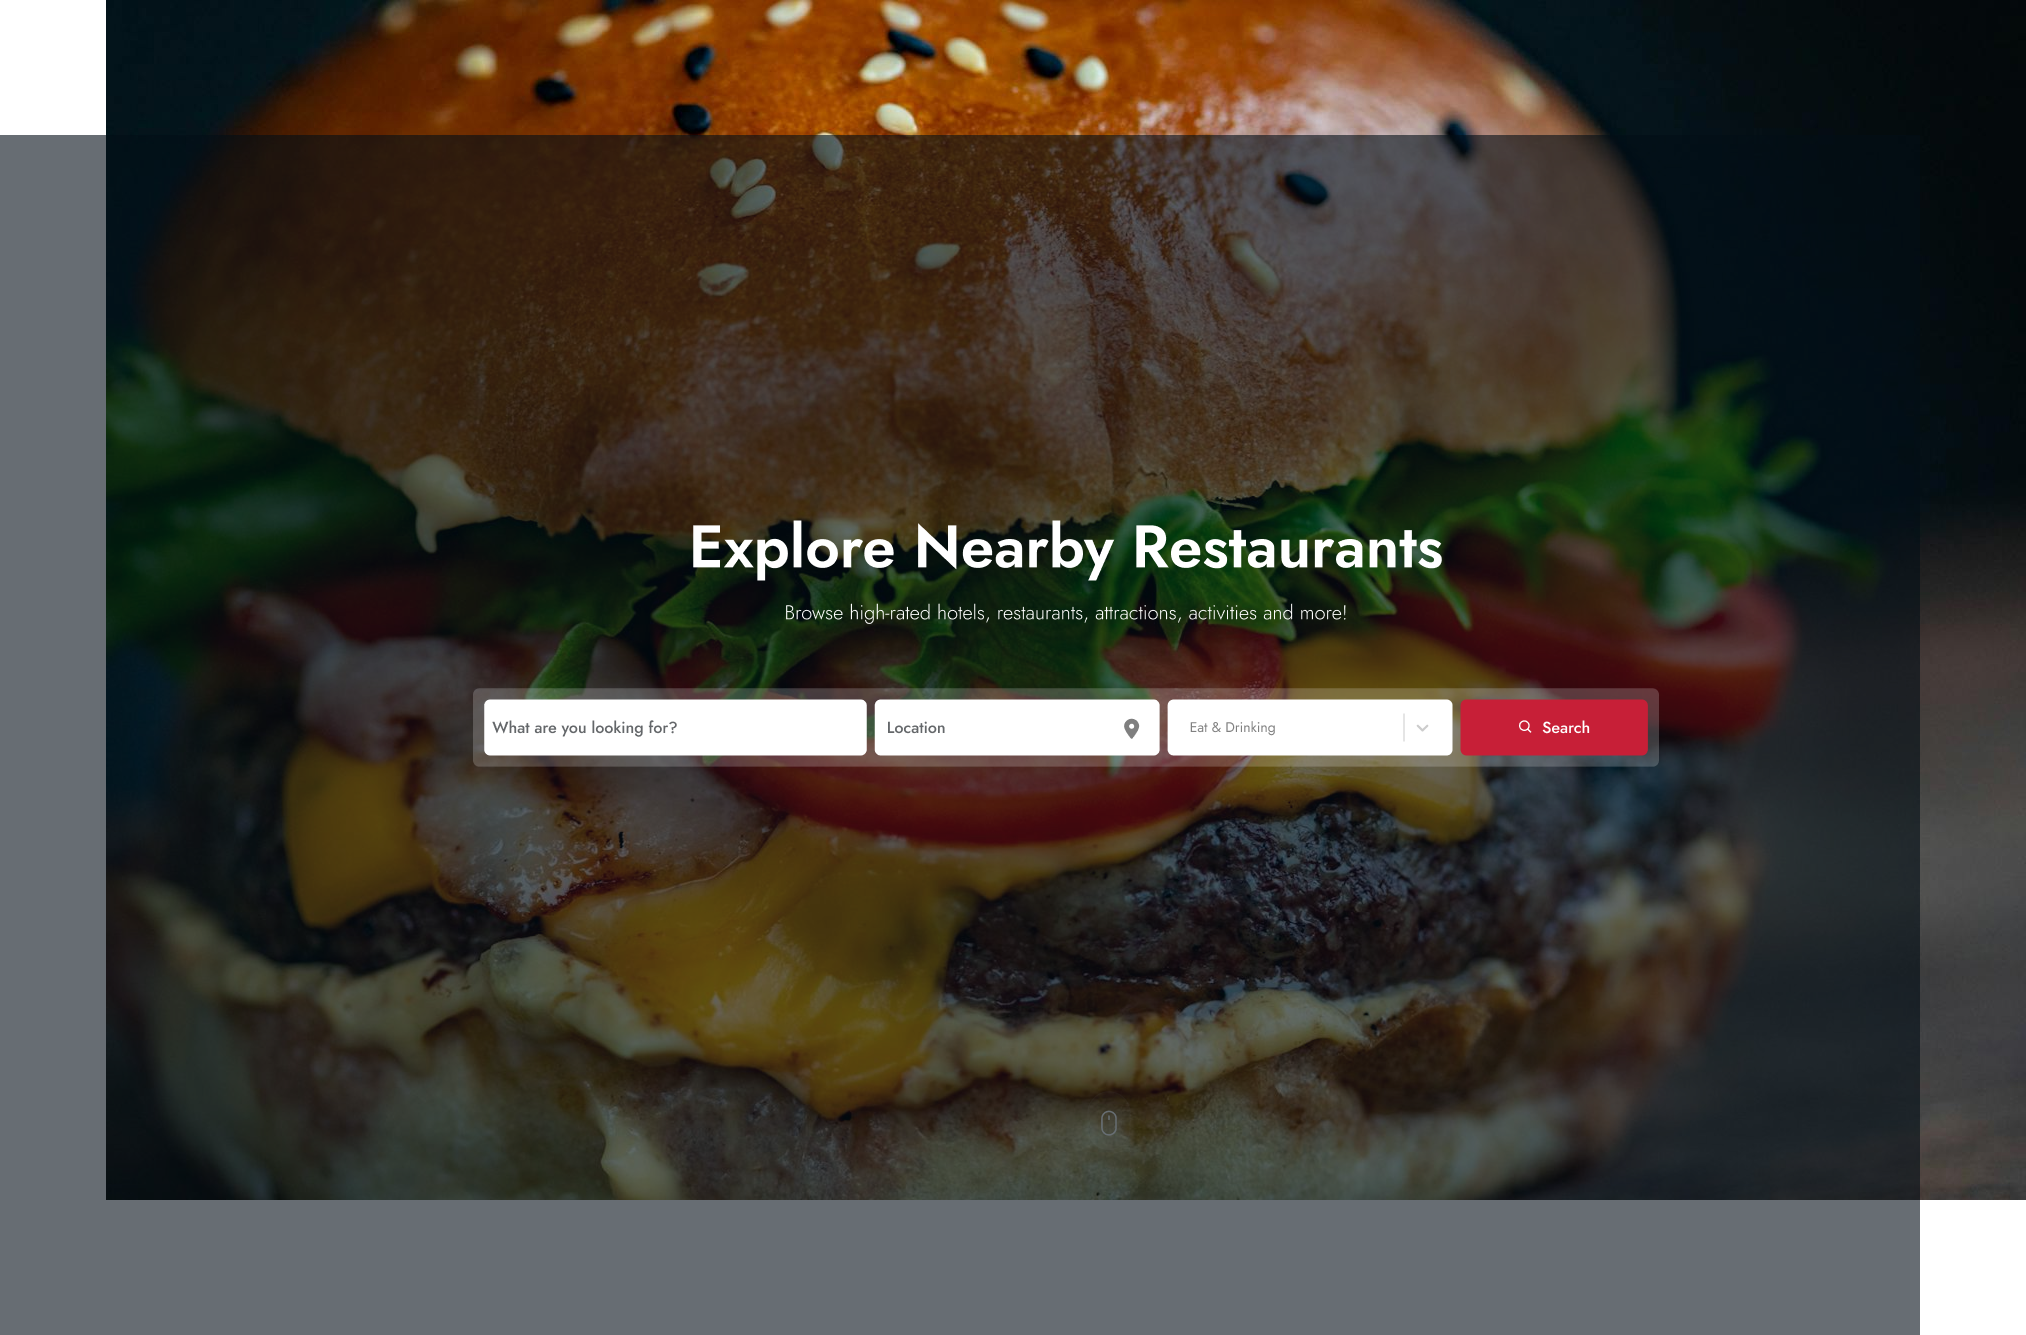 Explore Nearby Restaurants
Browse high-rated hotels, restaurants, attractions, activities and more!
What are you looking for?
Location
Eat & Drinking
Search